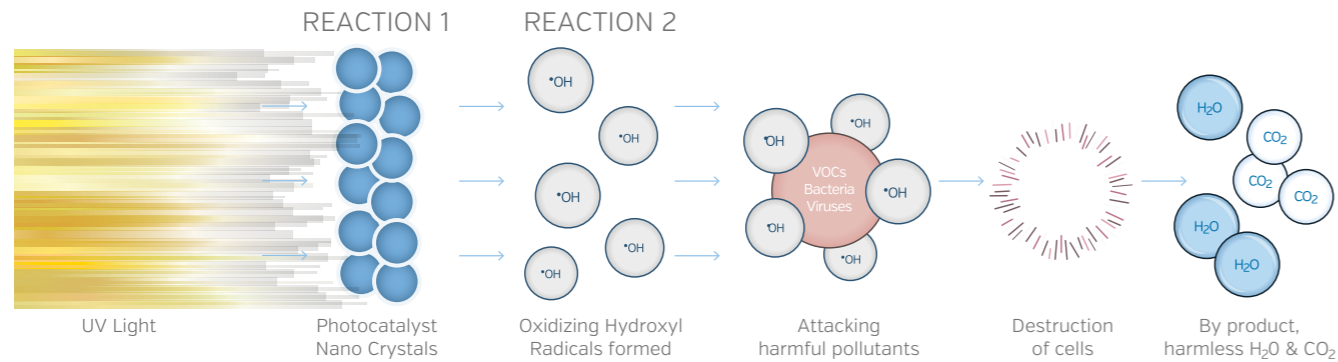 REACTION 1
REACTION 2
•OH
•OH
•OH
•OH
•OH
•OH
•OH
•OH
•OH
•OH
VOCs
Bacteria
Viruses
H₂O
CO₂
CO₂
CO₂
H₂O
H₂O
UV Light
Photocatalyst
Nano Crystals
Oxidizing Hydroxyl
Radicals formed
Attacking
harmful pollutants
Destruction
of cells
By product,
harmless H₂0 & CO₂